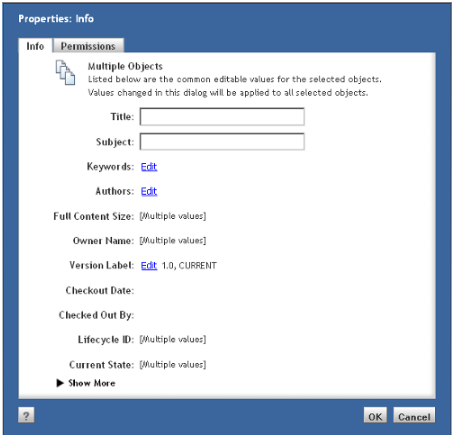 Properties: Info
Info Permissions
Multiple Objects
Listed below are the common editable values for the selected objects.
Values changed in this dialog will be applied to all selected objects.
Title:
Subject:
Keywords: Edit
Authors: Edit
Full Content Size: [Multiple values]
Owner Name: [Multiple values]
Version Label: Edit 1.0, CURRENT
Checkout Date:
Checked Out By:
Lifecycle ID: [Multiple values]
Current State: [Multiple values]
Show More
? OK Cancel